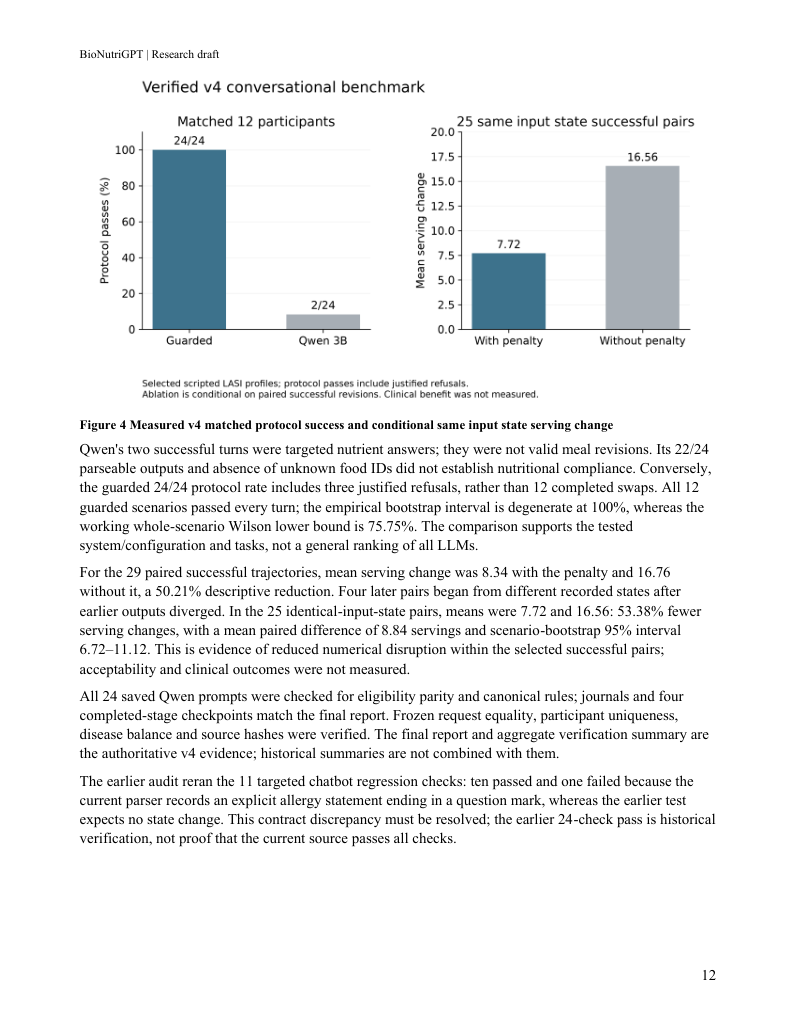 BioNutriGPT | Research draft
Verified v4 conversational benchmark
Matched 12 participants
24/24
100
80
60
40
20
0
Protocol passes (%)
2/24
Guarded
Qwen 3B
25 same input state successful pairs
20.0
17.5
15.0
12.5
10.0
7.5
5.0
2.5
0.0
Mean serving change
16.56
7.72
With penalty
Without penalty
Selected scripted LASI profiles; protocol passes include justified refusals.
Ablation is conditional on paired successful revisions. Clinical benefit was not measured.
Figure 4 Measured v4 matched protocol success and conditional same input state serving change
Qwen's two successful turns were targeted nutrient answers; they were not valid meal revisions. Its 22/24
parseable outputs and absence of unknown food IDs did not establish nutritional compliance. Conversely,
the guarded 24/24 protocol rate includes three justified refusals, rather than 12 completed swaps. All 12
guarded scenarios passed every turn; the empirical bootstrap interval is degenerate at 100%, whereas the
working whole-scenario Wilson lower bound is 75.75%. The comparison supports the tested
system/configuration and tasks, not a general ranking of all LLMs.
For the 29 paired successful trajectories, mean serving change was 8.34 with the penalty and 16.76
without it, a 50.21% descriptive reduction. Four later pairs began from different recorded states after
earlier outputs diverged. In the 25 identical-input-state pairs, means were 7.72 and 16.56: 53.38% fewer
serving changes, with a mean paired difference of 8.84 servings and scenario-bootstrap 95% interval
6.72–11.12. This is evidence of reduced numerical disruption within the selected successful pairs;
acceptability and clinical outcomes were not measured.
All 24 saved Qwen prompts were checked for eligibility parity and canonical rules; journals and four
completed-stage checkpoints match the final report. Frozen request equality, participant uniqueness,
disease balance and source hashes were verified. The final report and aggregate verification summary are
the authoritative v4 evidence; historical summaries are not combined with them.
The earlier audit reran the 11 targeted chatbot regression checks: ten passed and one failed because the
current parser records an explicit allergy statement ending in a question mark, whereas the earlier test
expects no state change. This contract discrepancy must be resolved; the earlier 24-check pass is historical
verification, not proof that the current source passes all checks.
12